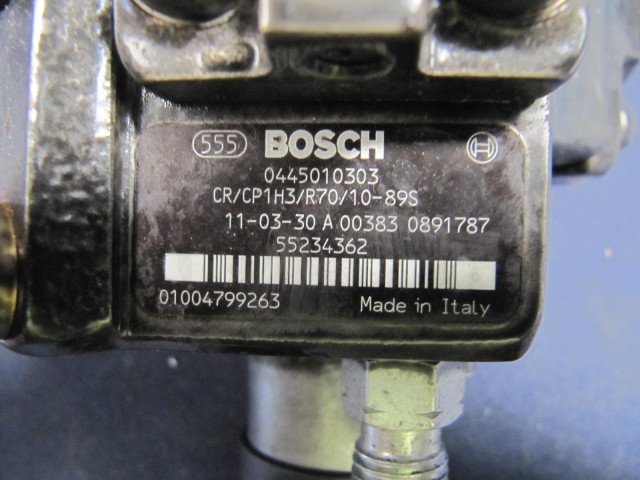 555 BOSCH
0445010303
CR/CP1H3/R70/10-89S
11-03-30 A 00383 0891787
55234362
01004799263 Made in Italy